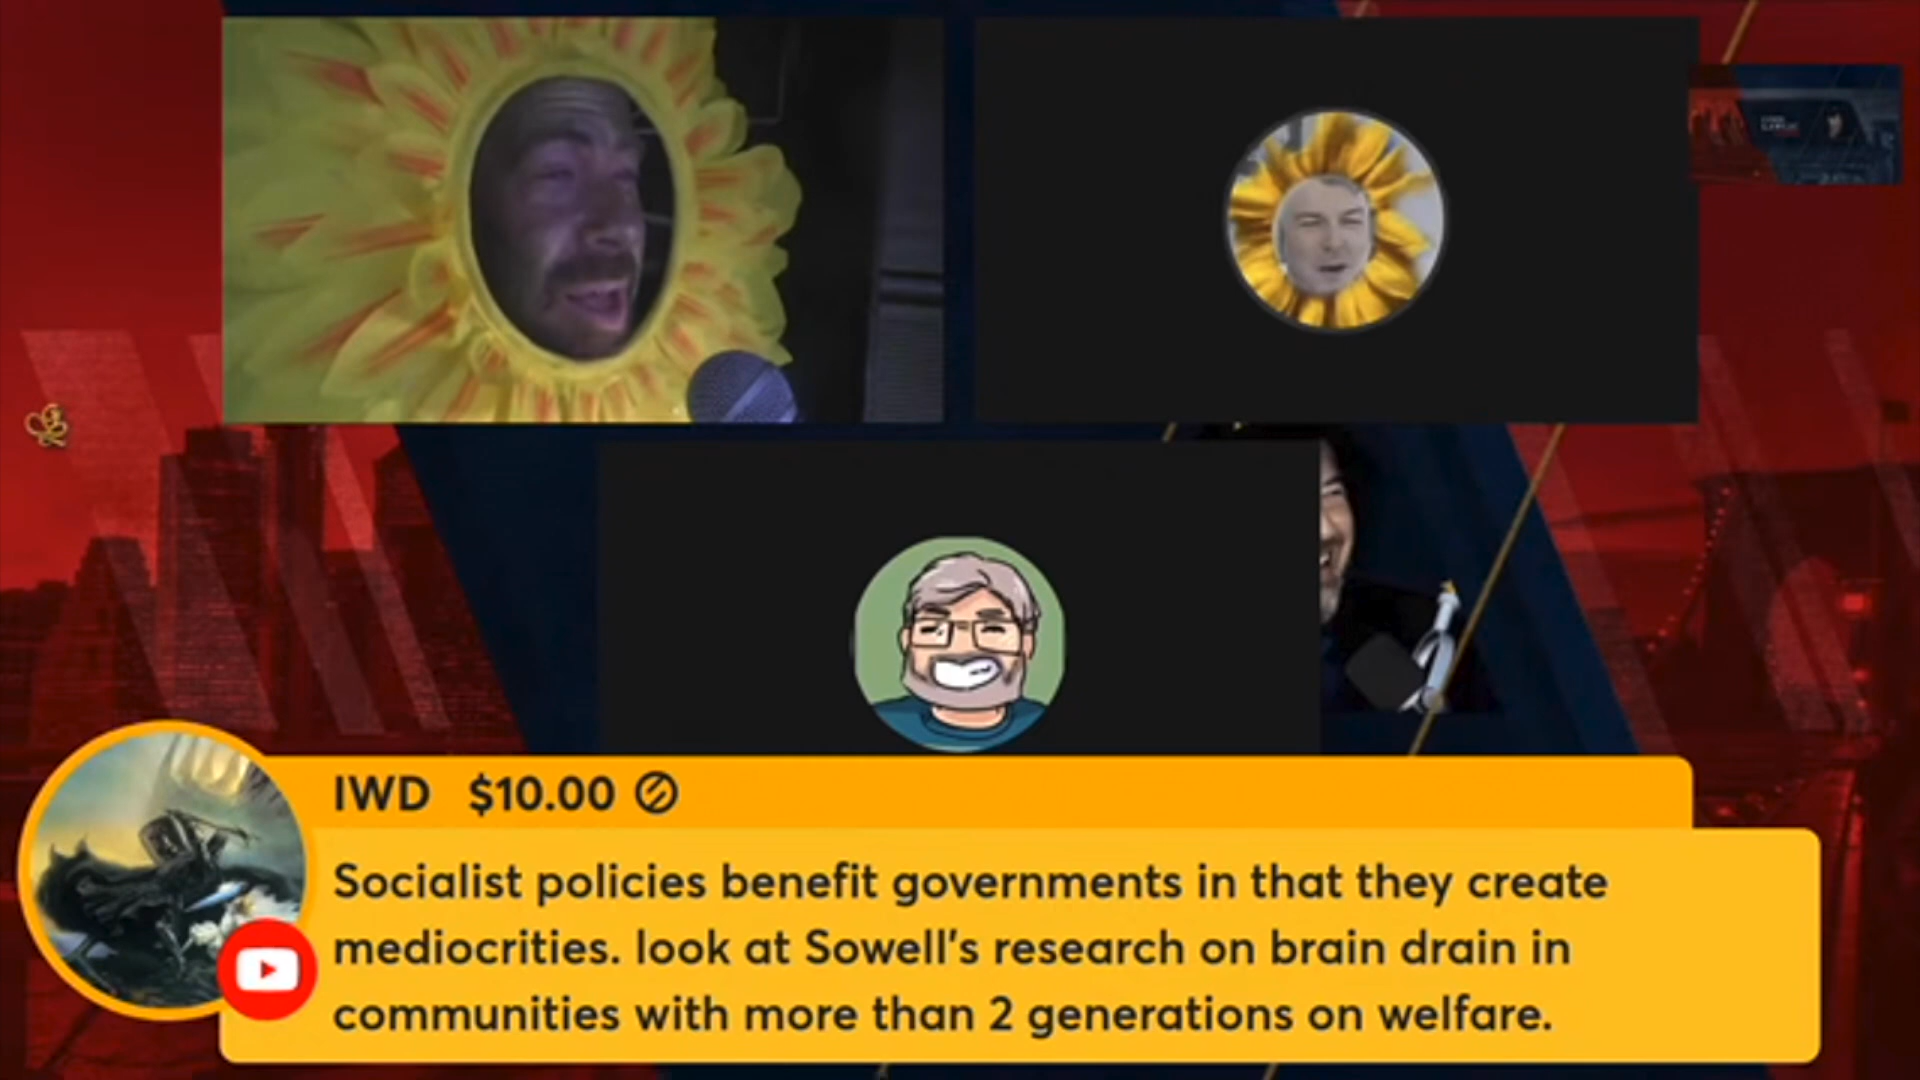 IWD $10.00
Socialist policies benefit governments in that they create
mediocrities. look at Sowell's research on brain drain in
communities with more than 2 generations on welfare.